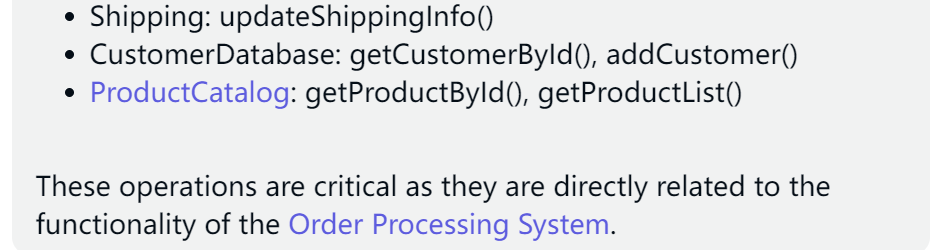 • Shipping: updateShippingInfo()
• CustomerDatabase: getCustomerById(), addCustomer()
• ProductCatalog: getProductById(), getProductList()
These operations are critical as they are directly related to the
functionality of the Order Processing System.